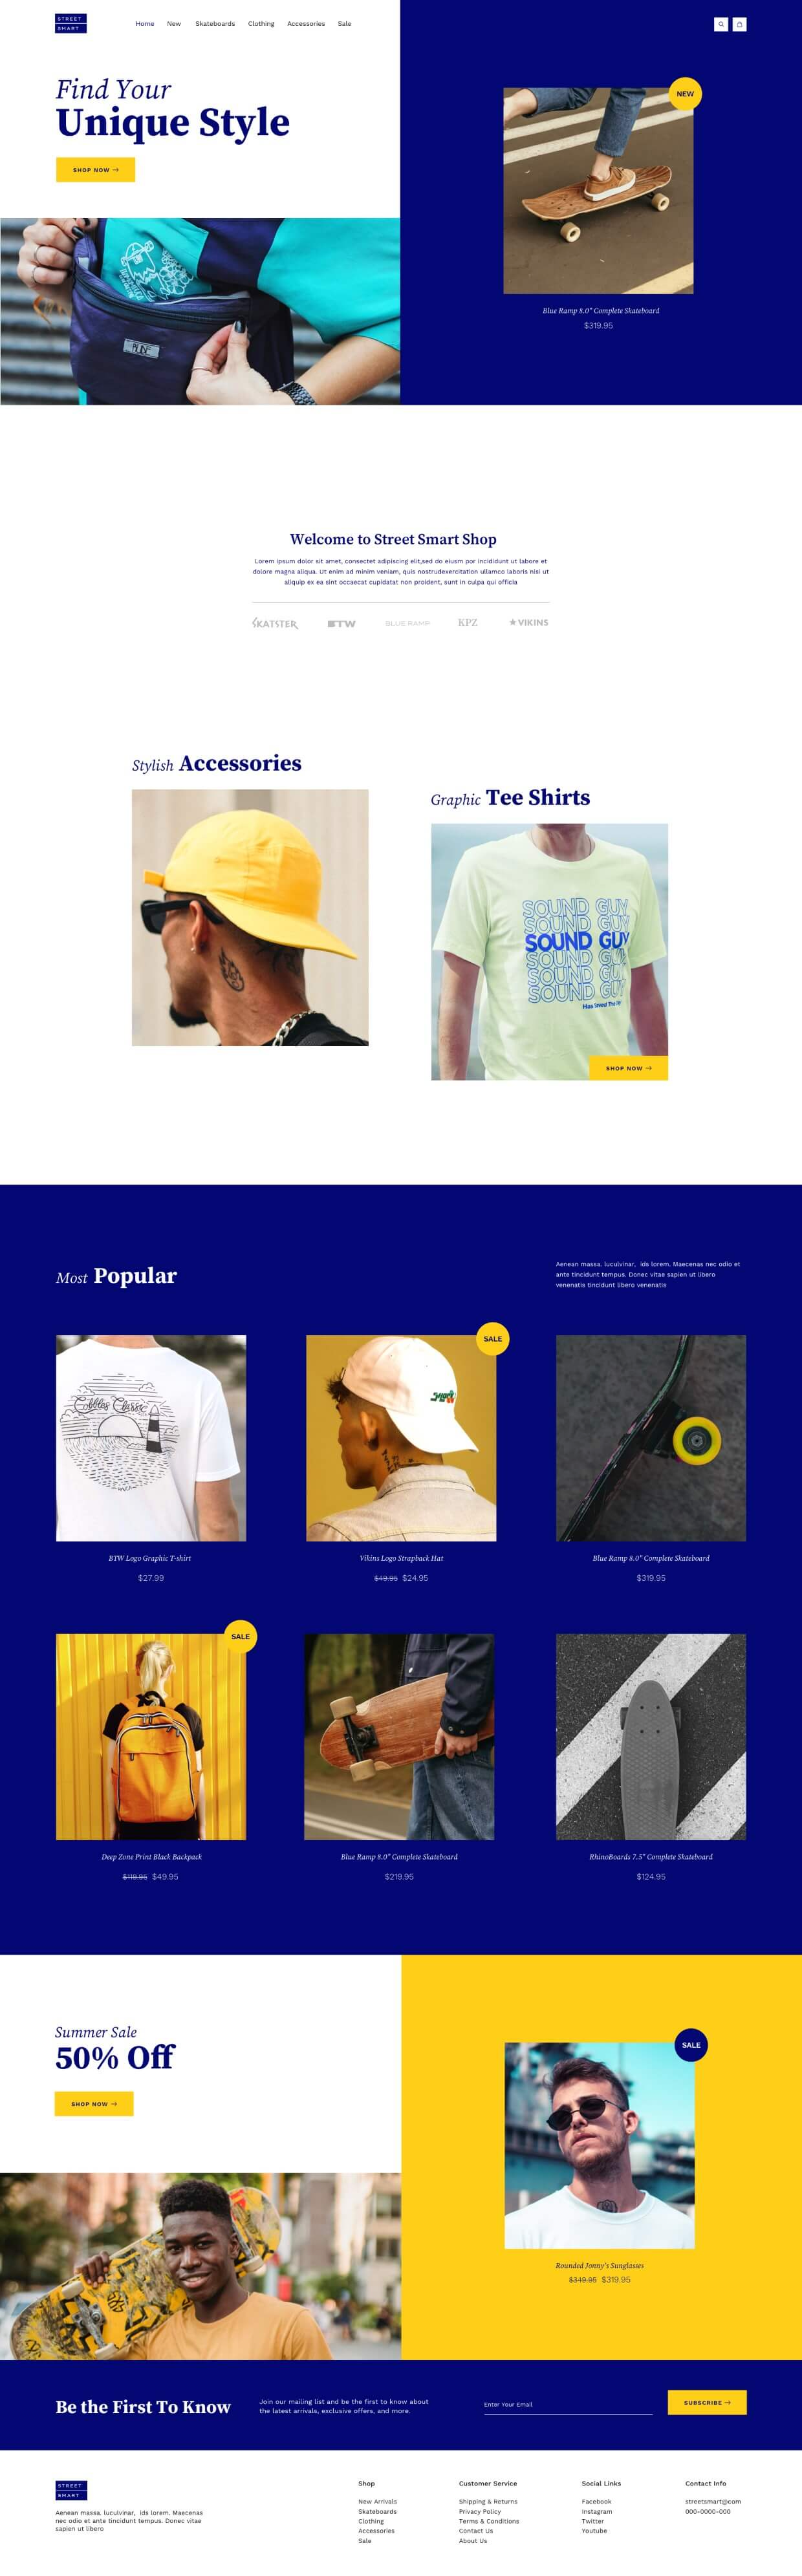 STREET
SMART
Home New Skateboards Clothing Accessories Sale
Find Your
Unique Style
SHOP NOW →
NEW
Blue Ramp 8.0" Complete Skateboard
$319.95
Welcome to Street Smart Shop
Lorem ipsum dolor sit amet, consectet adipiscing elit,sed do eiusm por incididunt ut labore et
dolore magna aliqua. Ut enim ad minim veniam, quis nostrudexercitation ullamco laboris nisi ut
aliquip ex ea sint occaecat cupidatat non proident, sunt in culpa qui officia
SKATSTER BTW BLUE RAMP KPZ ★ VIKINS
Stylish Accessories
Graphic Tee Shirts
SOUND GUY
SOUND GUY
SOUND GUY
SOUND GUY
SOUND GUY
SOUND GUY
Has Saved The
SHOP NOW →
Most Popular
Aenean massa. luculvinar, ids lorem. Maecenas nec odio et
ante tincidunt tempus. Donec vitae sapien ut libero
venenatis tincidunt libero venenatis
Cobbles Classic
BTW Logo Graphic T-shirt
$27.99
SALE
Vikins Logo Strapback Hat
$49.95 $24.95
Blue Ramp 8.0" Complete Skateboard
$319.95
SALE
Deep Zone Print Black Backpack
$119.95 $49.95
Blue Ramp 8.0" Complete Skateboard
$219.95
RhinoBoards 7.5" Complete Skateboard
$124.95
Summer Sale
50% Off
SHOP NOW →
SALE
Rounded Jonny's Sunglasses
$349.95 $319.95
Be the First To Know
Join our mailing list and be the first to know about
the latest arrivals, exclusive offers, and more.
Enter Your Email
SUBSCRIBE →
STREET
SMART
Aenean massa. luculvinar, ids lorem. Maecenas
nec odio et ante tincidunt tempus. Donec vitae
sapien ut libero
Shop
New Arrivals
Skateboards
Clothing
Accessories
Sale
Customer Service
Shipping & Returns
Privacy Policy
Terms & Conditions
Contact Us
About Us
Social Links
Facebook
Instagram
Twitter
Youtube
Contact Info
streetsmart@com
000-0000-000